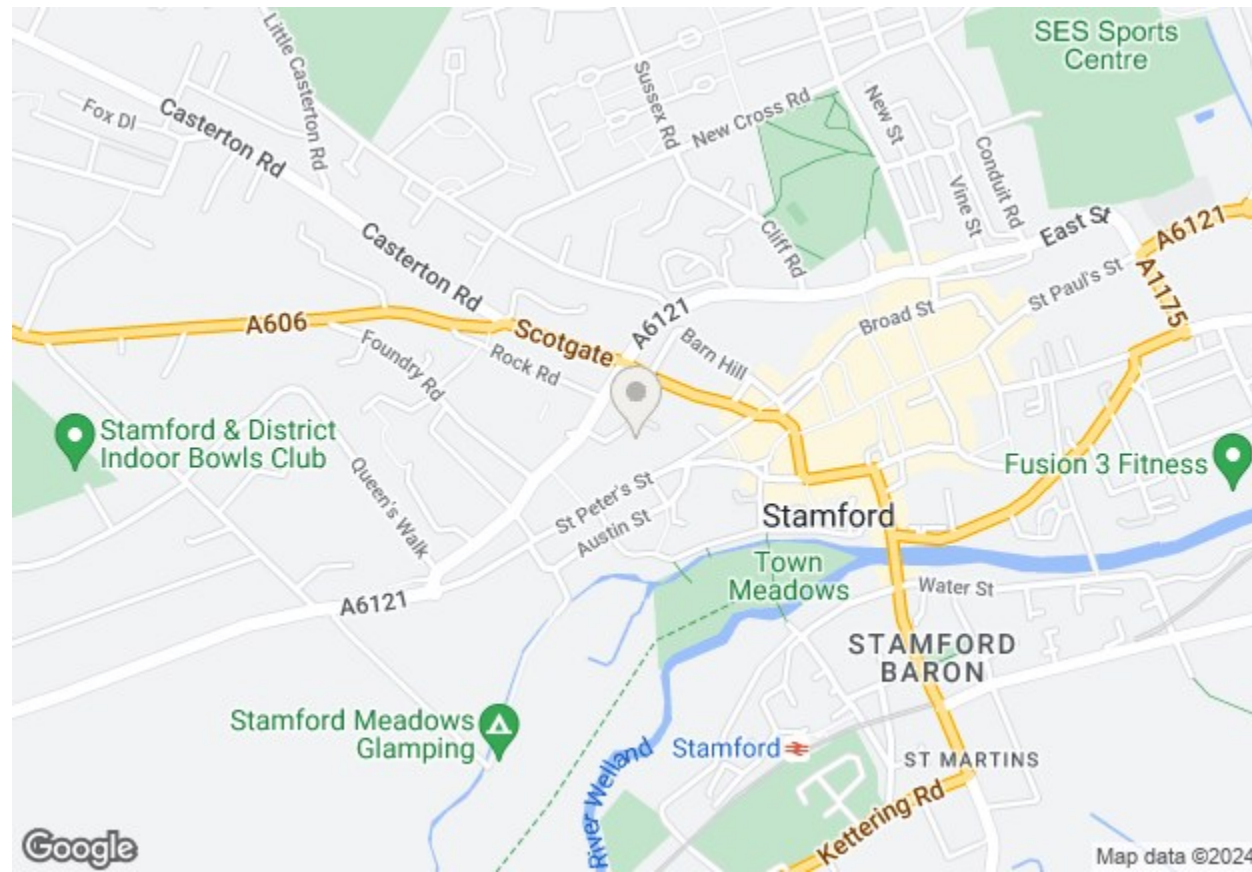 SES Sports
Centre
Little Casterton Rd
Fox Dl
Casterton Rd
Sussex Rd
New Cross Rd
New St
Conduit Rd
Vine St
Casterton Rd
Cliff Rd
East St
A6121
St Paul's St
A1175
A606
Scotgate
A6121
Broad St
Barn Hill
Foundry Rd
Rock Rd
Stamford & District
Indoor Bowls Club
Queen's Walk
St Peter's St
Austin St
Fusion 3 Fitness
Stamford
Town
Meadows
Water St
A6121
STAMFORD
BARON
Stamford Meadows
Glamping
River Welland
Stamford
ST MARTINS
Kettering Rd
Google
Map data ©2024